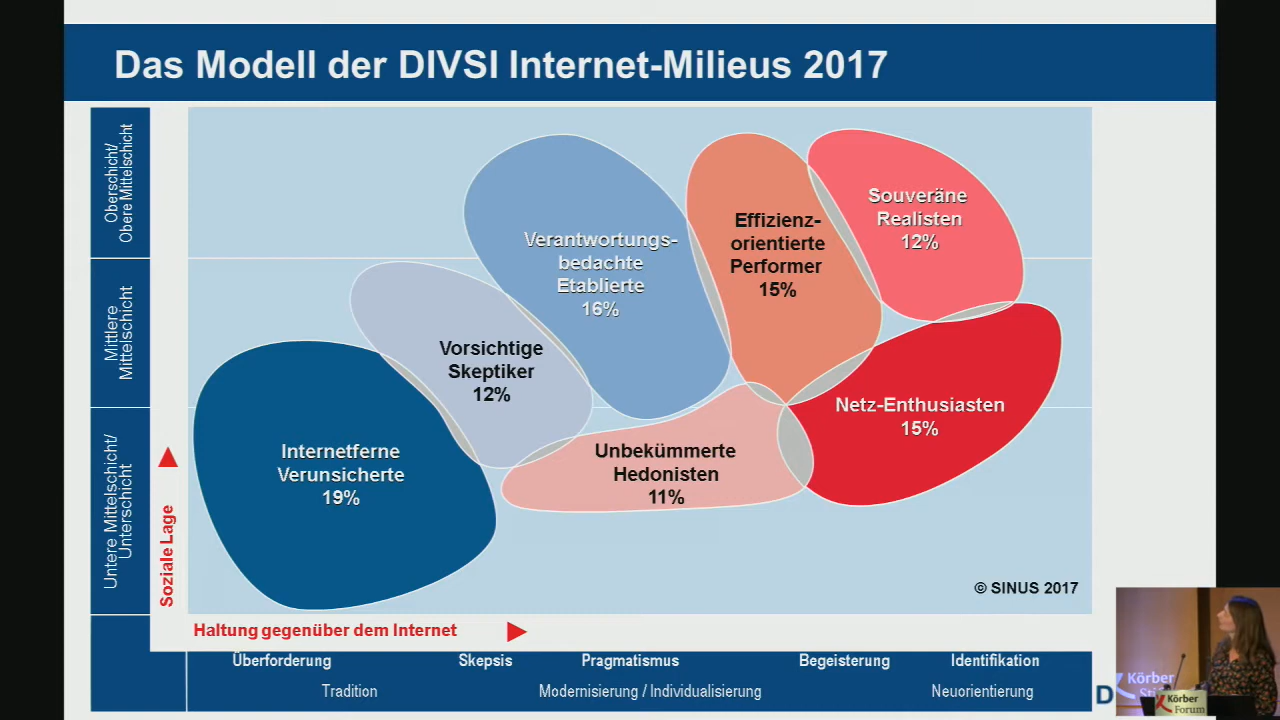 Das Modell der DIVSI Internet-Milieus 2017
Oberschicht/
Obere Mittelschicht
Mittlere
Mittelschicht
Untere Mittelschicht/
Unterschicht
Soziale Lage
Verantwortungs-
bedachte
Etablierte
16%
Effizienz-
orientierte
Performer
15%
Souveräne
Realisten
12%
Vorsichtige
Skeptiker
12%
Internetferne
Verunsicherte
19%
Unbekümmerte
Hedonisten
11%
Netz-Enthusiasten
15%
© SINUS 2017
Haltung gegenüber dem Internet
Überforderung
Skepsis
Pragmatismus
Begeisterung
Identifikation
Tradition
Modernisierung / Individualisierung
Neuorientierung
D
Körber
Körber
Forum